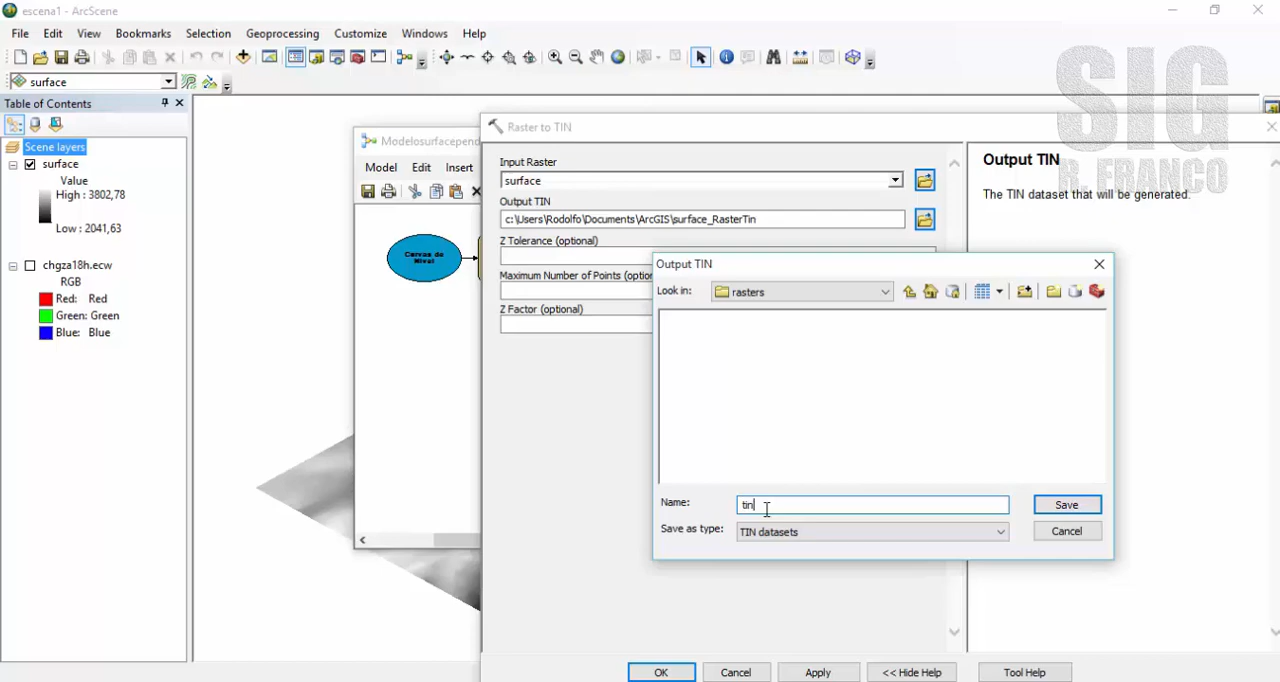 escena1 - ArcScene
File Edit View Bookmarks Selection Geoprocessing Customize Windows Help
surface
Table of Contents
Scene layers
surface
Value
High : 3802,78
Low : 2041,63
chgza18h.ecw
RGB
Red: Red
Green: Green
Blue: Blue
Modelosurfacepend
Model Edit Insert
Curvas de
Nivel
Raster to TIN
Input Raster
surface
Output TIN
c:\Users\Rodolfo\Documents\ArcGIS\surface_RasterTin
Z Tolerance (optional)
Maximum Number of Points (option
Z Factor (optional)
Output TIN
Look in: rasters
Name: tin
Save
Save as type: TIN datasets
Cancel
OK Cancel Apply << Hide Help Tool Help
Output TIN
The TIN dataset that will be generated.
SIG
R. FRANCO